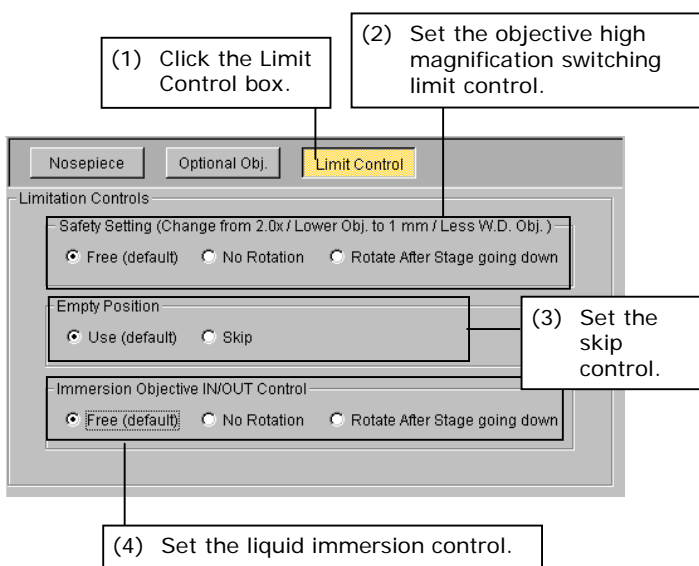 (1) Click the Limit
Control box.
(2) Set the objective high
magnification switching
limit control.
Nosepiece
Optional Obj.
Limit Control
Limitation Controls
Safety Setting (Change from 2.0x / Lower Obj. to 1 mm / Less W.D. Obj. )
Free (default)
No Rotation
Rotate After Stage going down
Empty Position
Use (default)
Skip
(3) Set the
skip
control.
Immersion Objective IN/OUT Control
Free (default)
No Rotation
Rotate After Stage going down
(4) Set the liquid immersion control.